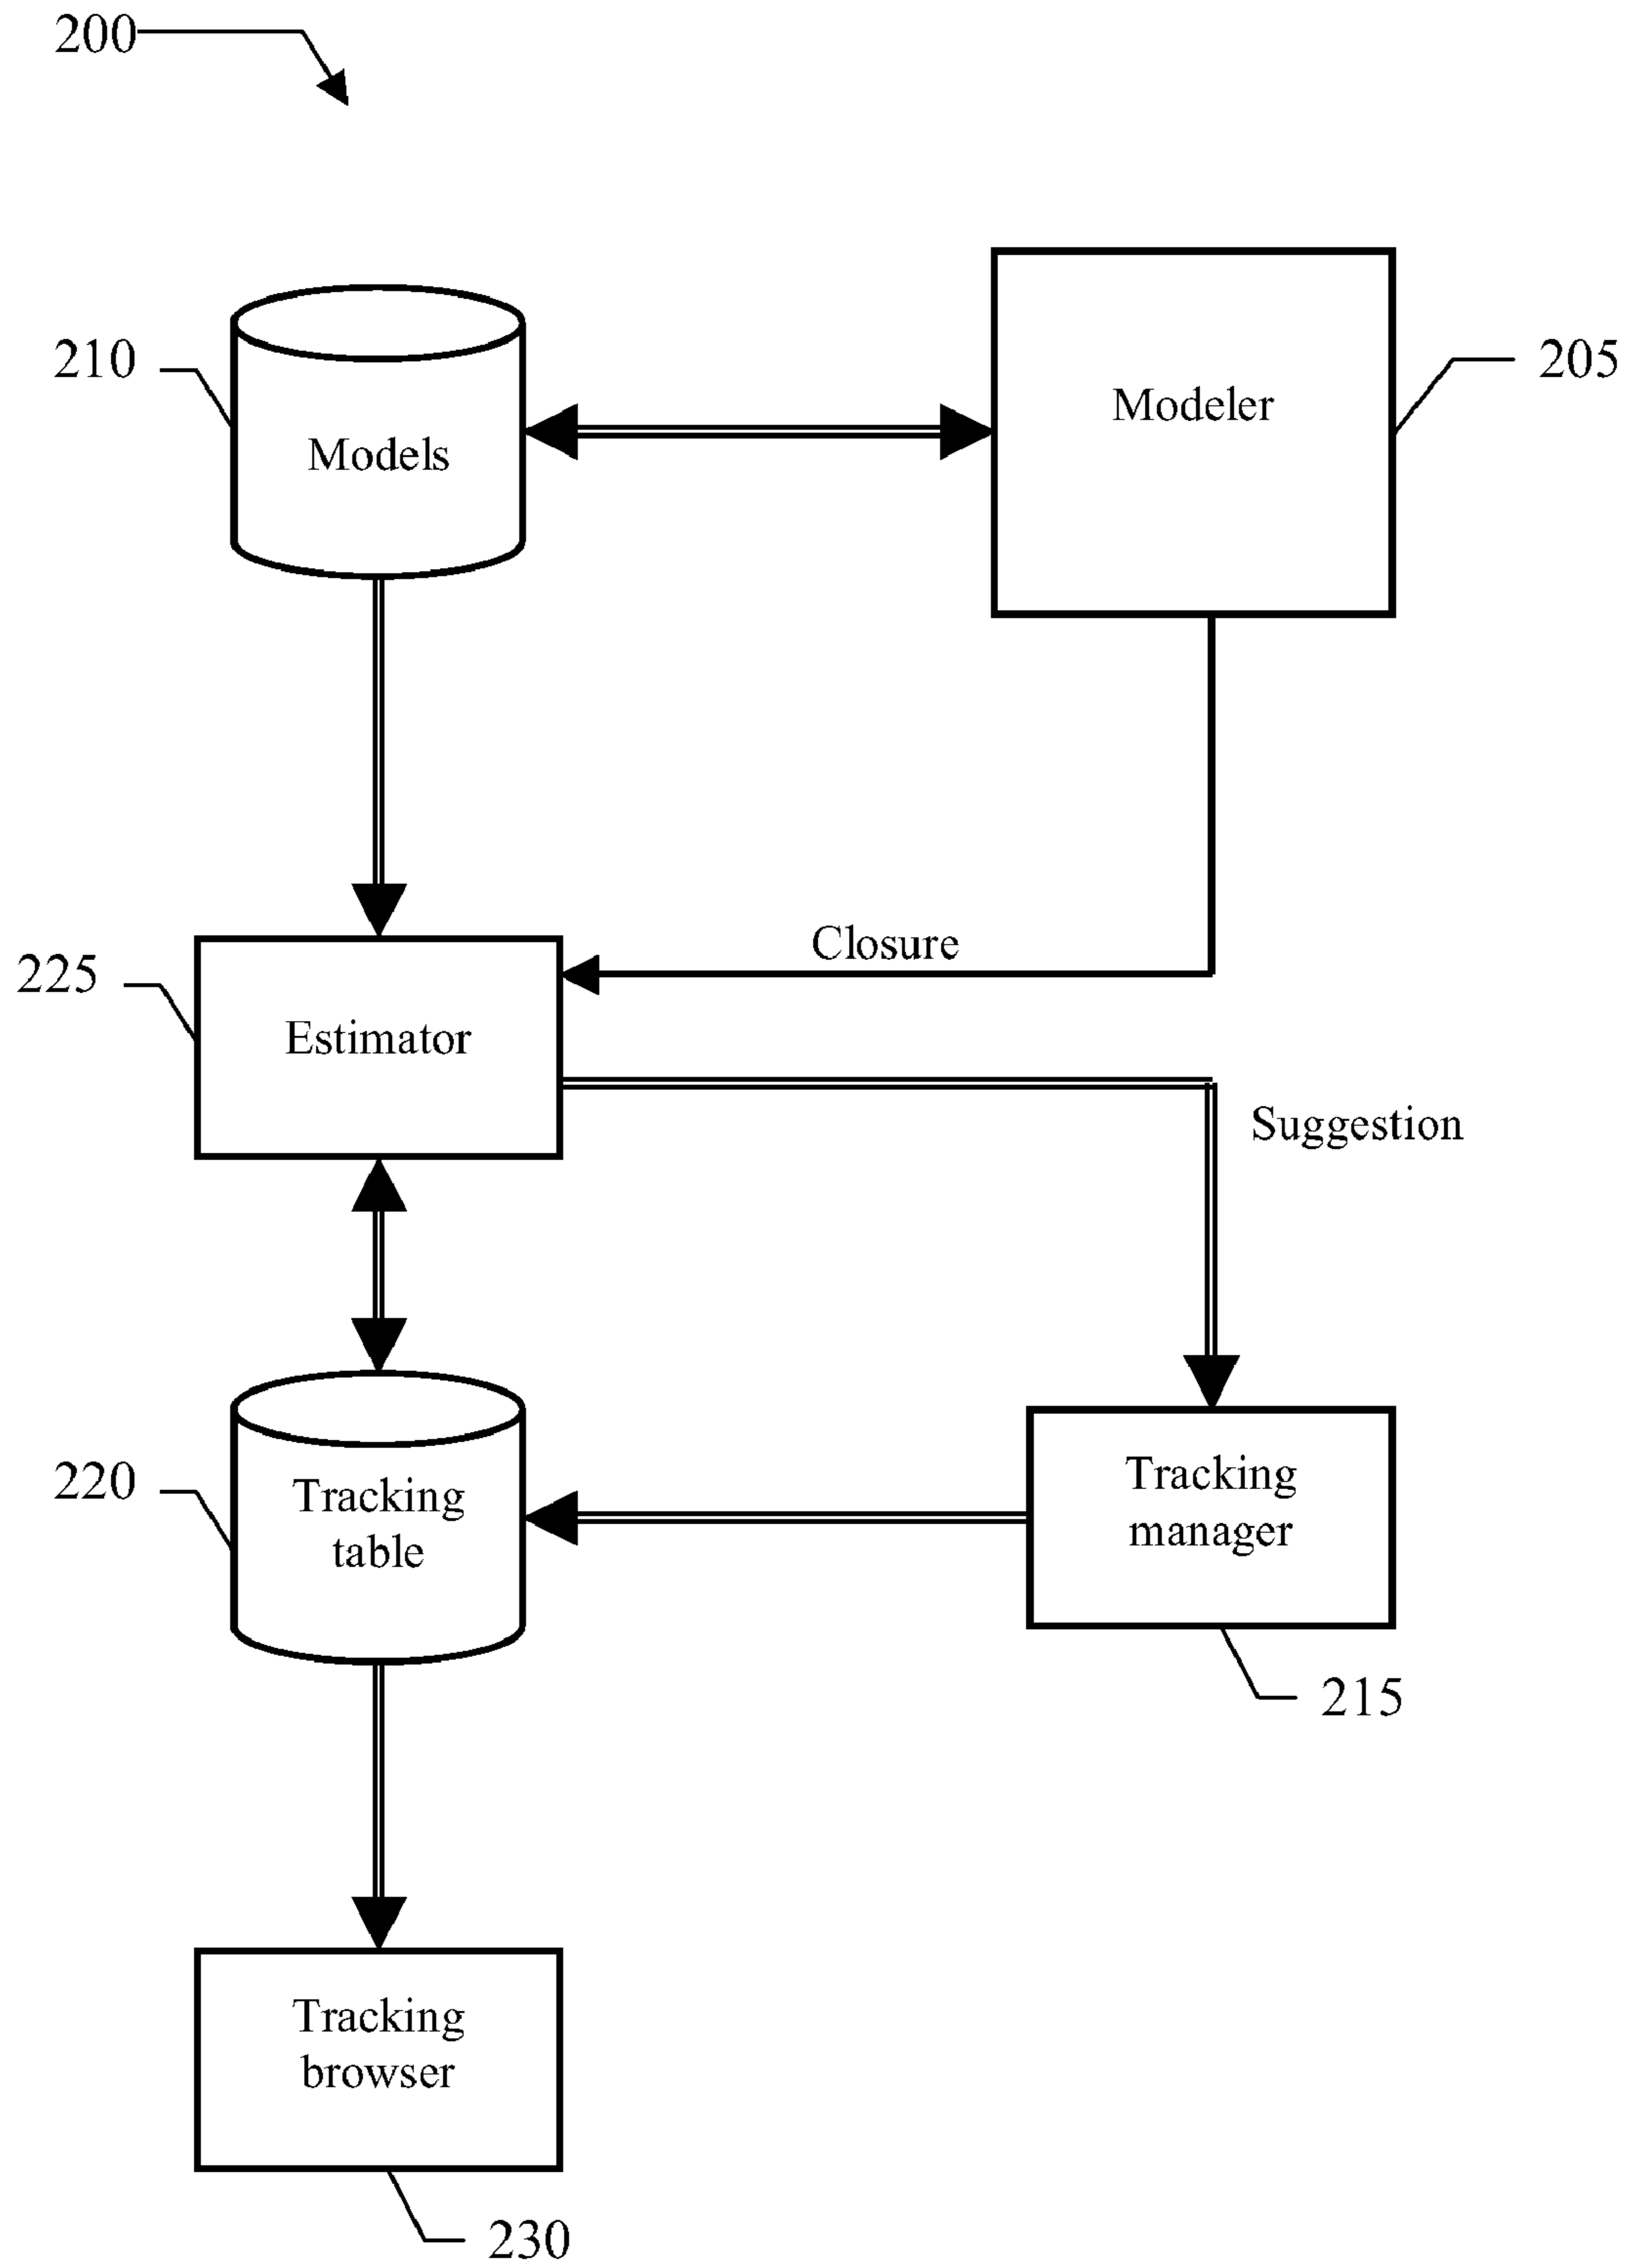 200
210
Models
Modeler
205
Closure
225
Estimator
Suggestion
220
Tracking
table
Tracking
manager
215
Tracking
browser
230